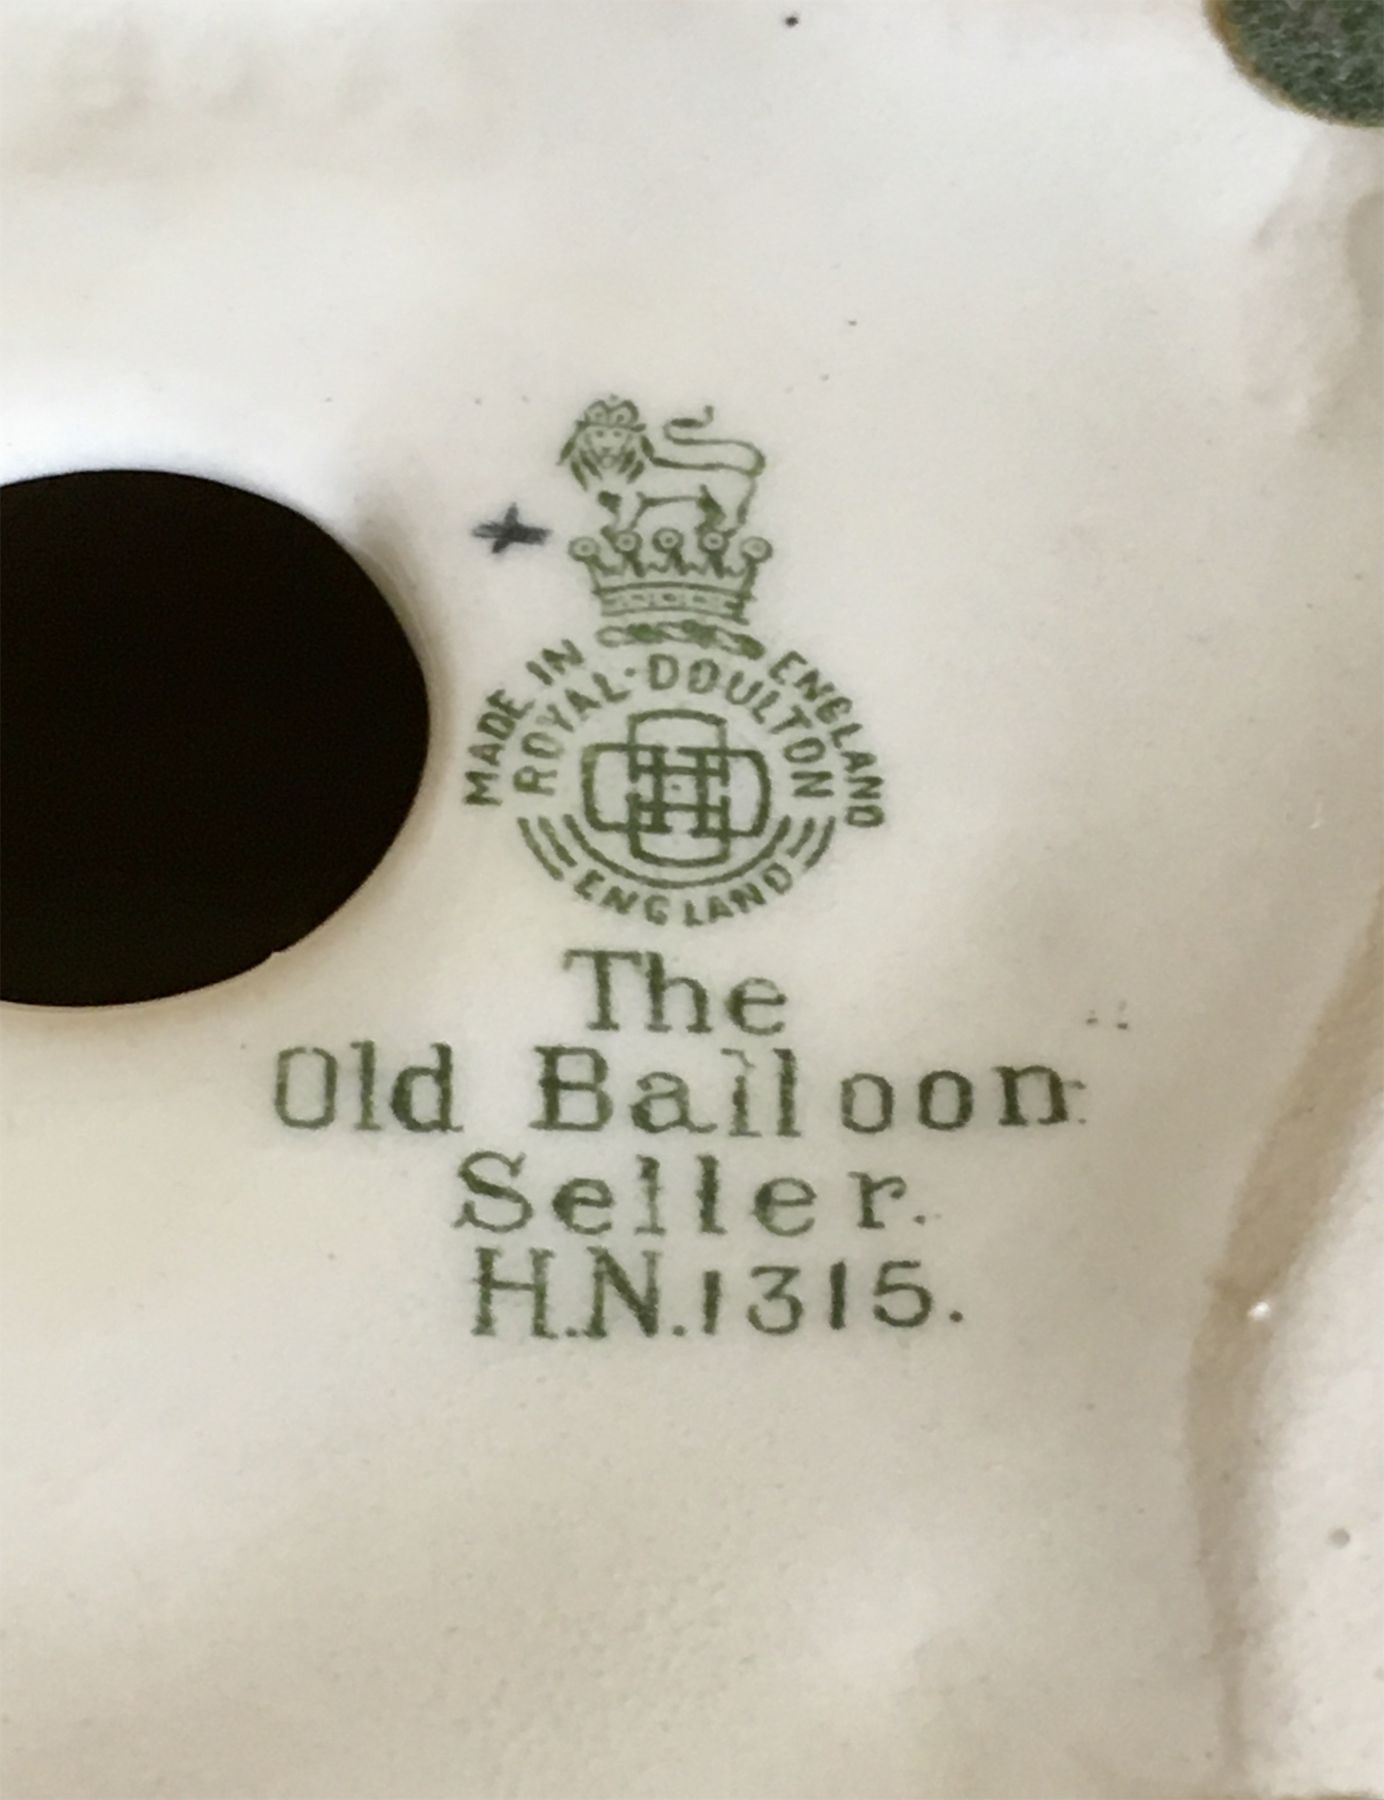 MADE IN ENGLAND
ROYAL·DOULTON
ENGLAND
The
Old Balloon
Seller.
H.N.1315.